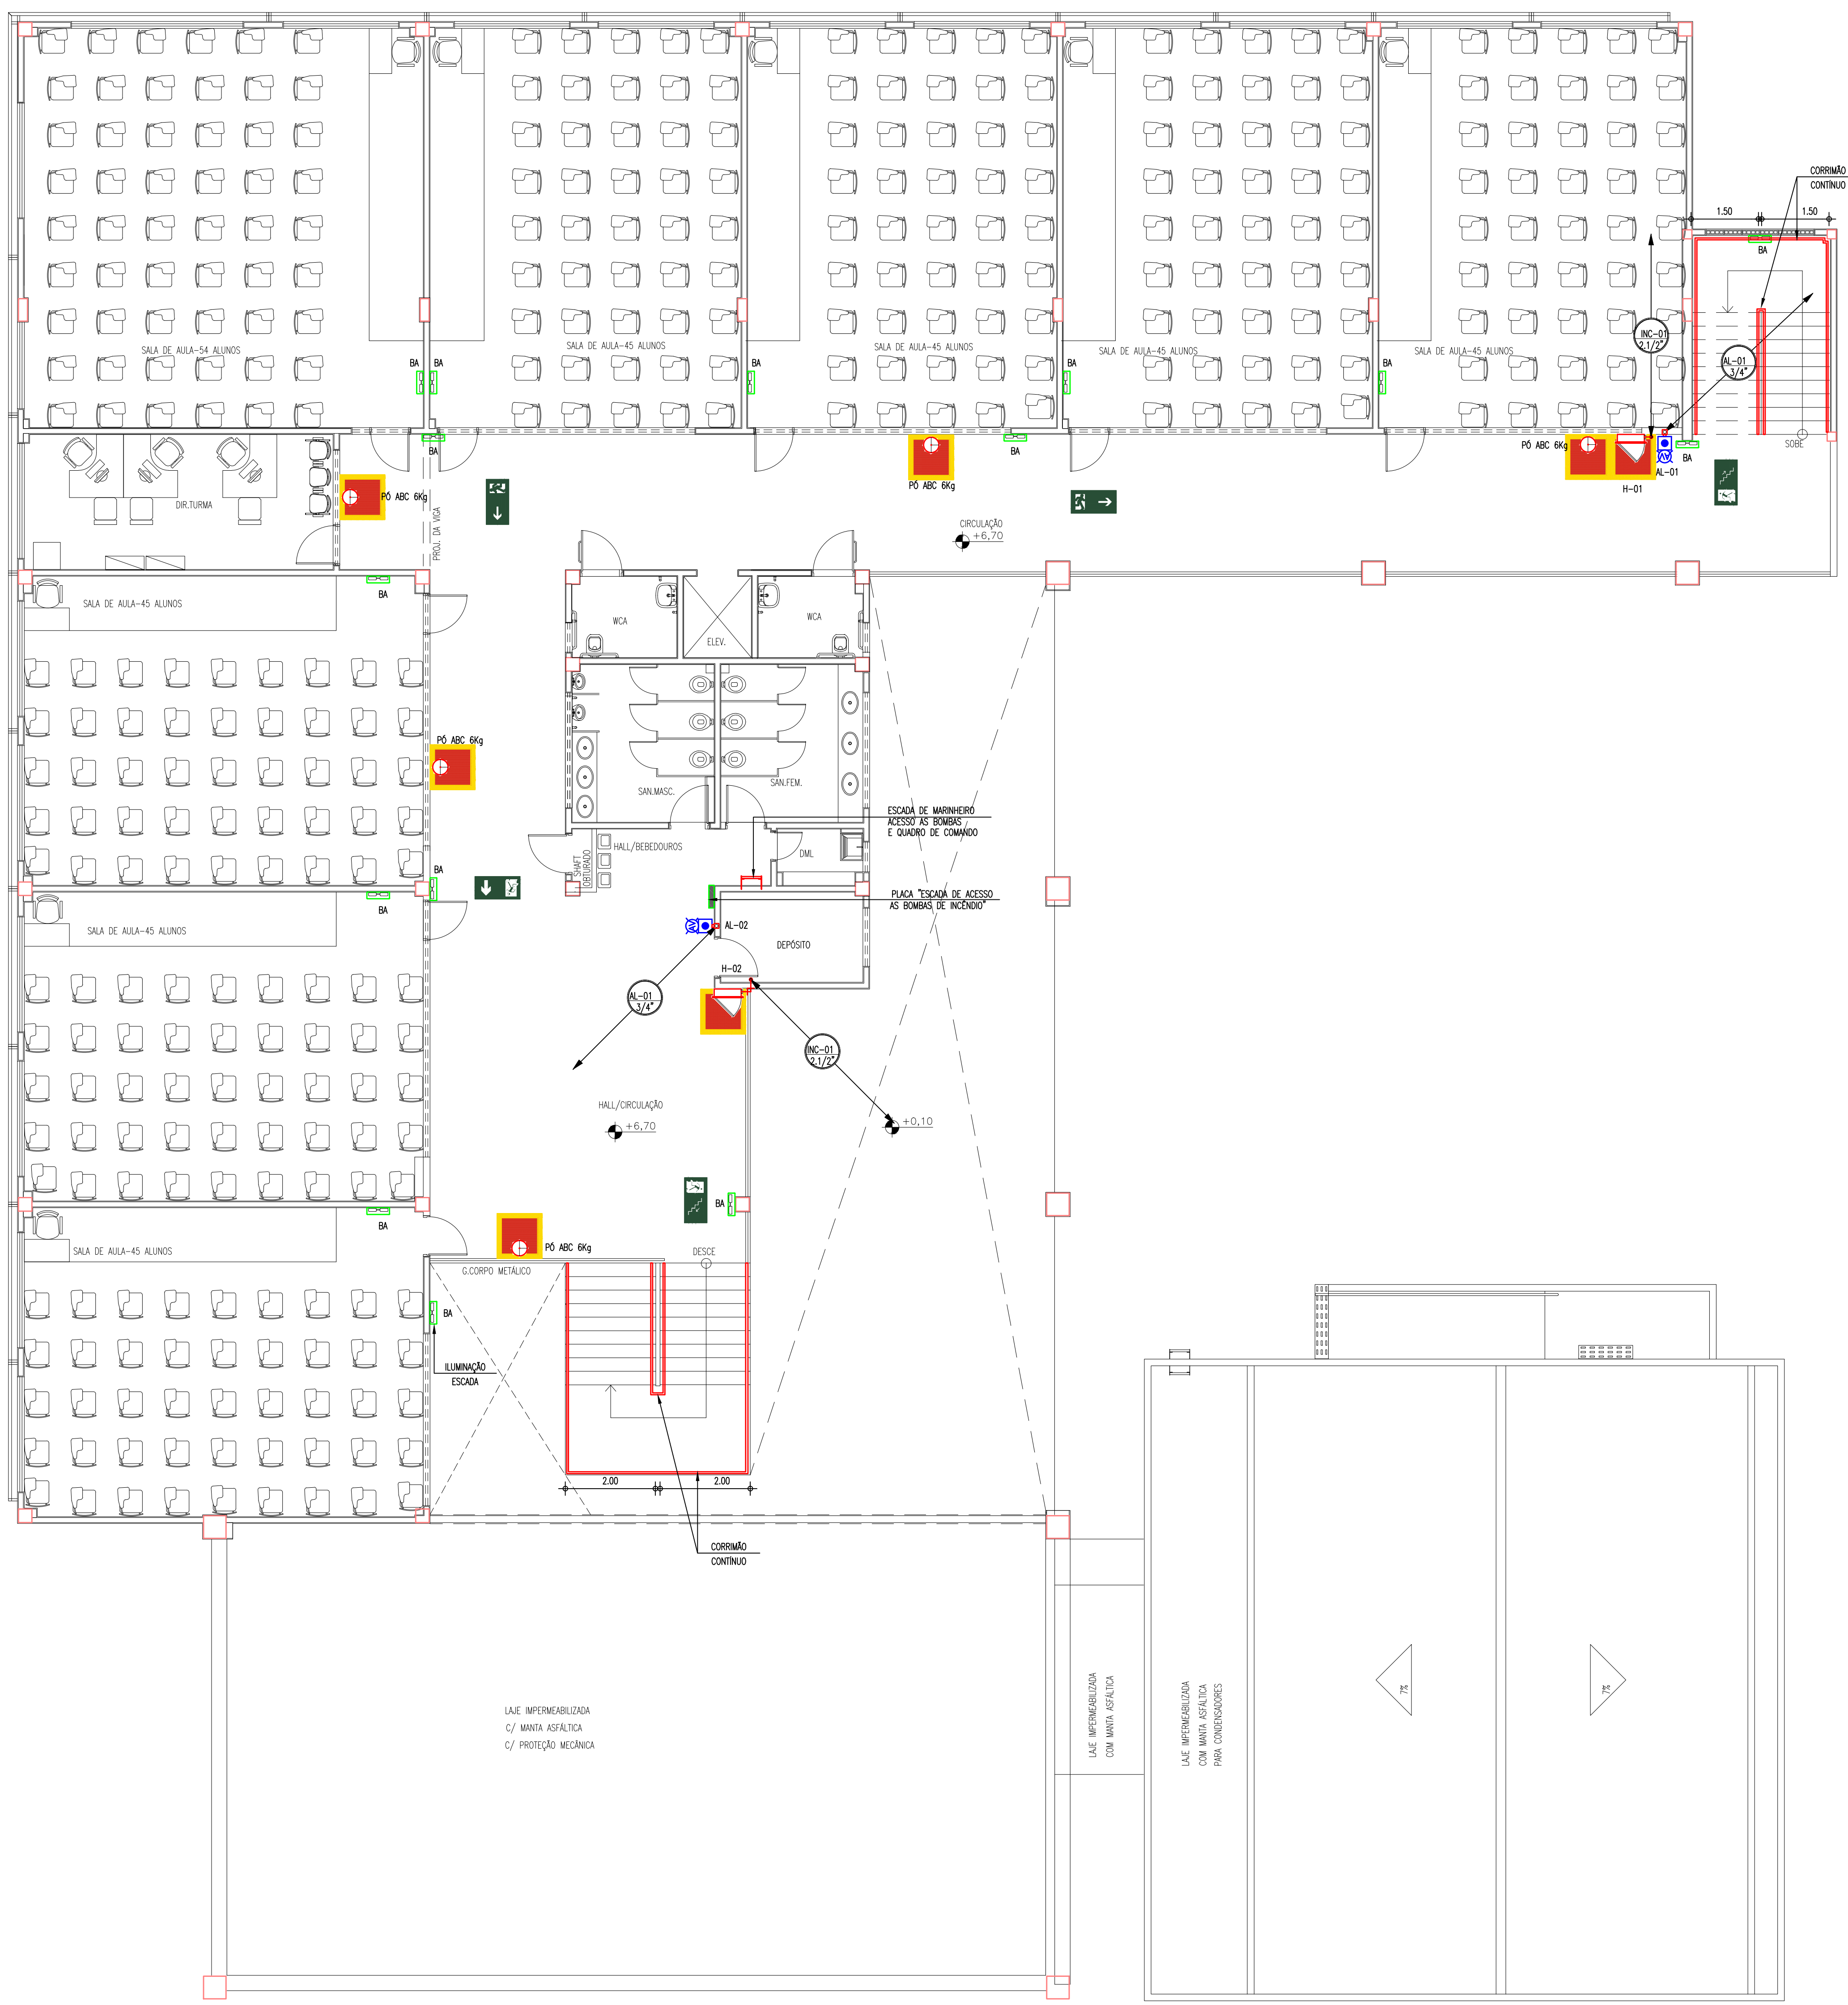 CORRIMÃO
CONTÍNUO
1.50
1.50
BA
SALA DE AULA-54 ALUNOS
SALA DE AULA-45 ALUNOS
SALA DE AULA-45 ALUNOS
SALA DE AULA-45 ALUNOS
SALA DE AULA-45 ALUNOS
INC-01
2.1/2"
AL-01
3/4"
BA
BA
BA
BA
BA
BA
BA
PÓ ABC 6Kg
SOBE
BA
AL-01
H-01
PÓ ABC 6Kg
PÓ ABC 6Kg
DIR.TURMA
PROJ. DA VIGA
CIRCULAÇÃO
+6,70
BA
SALA DE AULA-45 ALUNOS
WCA
ELEV.
WCA
PÓ ABC 6Kg
SAN.MASC.
SAN.FEM.
ESCADA DE MARINHEIRO
ACESSO AS BOMBAS
E QUADRO DE COMANDO
HALL/BEBEDOUROS
SHAFT
OBTURADO
DML
BA
PLACA "ESCADA DE ACESSO
AS BOMBAS DE INCÊNDIO"
BA
SALA DE AULA-45 ALUNOS
AL-02
DEPÓSITO
H-02
AL-01
3/4"
INC-01
2.1/2"
HALL/CIRCULAÇÃO
+6,70
+0,10
BA
BA
SALA DE AULA-45 ALUNOS
PÓ ABC 6Kg
DESCE
G.CORPO METÁLICO
BA
ILUMINAÇÃO
ESCADA
2.00
2.00
CORRIMÃO
CONTÍNUO
LAJE IMPERMEABILIZADA
C/ MANTA ASFÁLTICA
C/ PROTEÇÃO MECÂNICA
LAJE IMPERMEABILIZADA
COM MANTA ASFÁLTICA
LAJE IMPERMEABILIZADA
COM MANTA ASFÁLTICA
PARA CONDENSADORES
7%
7%